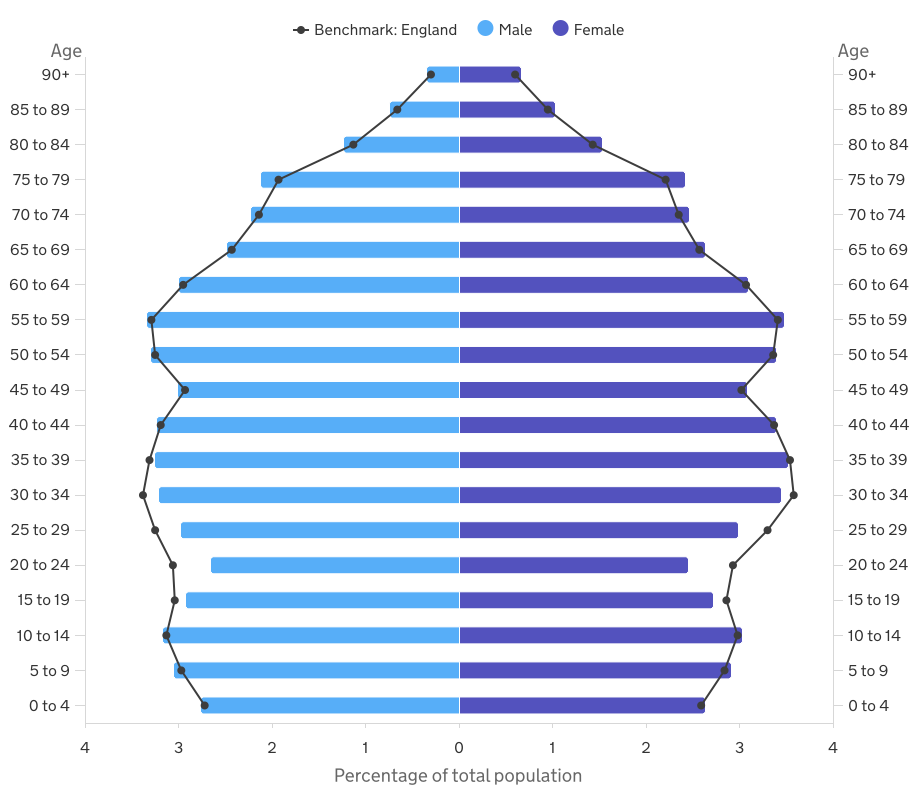 Benchmark: England Male Female
Age Age
90+ 90+
85 to 89 85 to 89
80 to 84 80 to 84
75 to 79 75 to 79
70 to 74 70 to 74
65 to 69 65 to 69
60 to 64 60 to 64
55 to 59 55 to 59
50 to 54 50 to 54
45 to 49 45 to 49
40 to 44 40 to 44
35 to 39 35 to 39
30 to 34 30 to 34
25 to 29 25 to 29
20 to 24 20 to 24
15 to 19 15 to 19
10 to 14 10 to 14
5 to 9 5 to 9
0 to 4 0 to 4
4 3 2 1 0 1 2 3 4
Percentage of total population